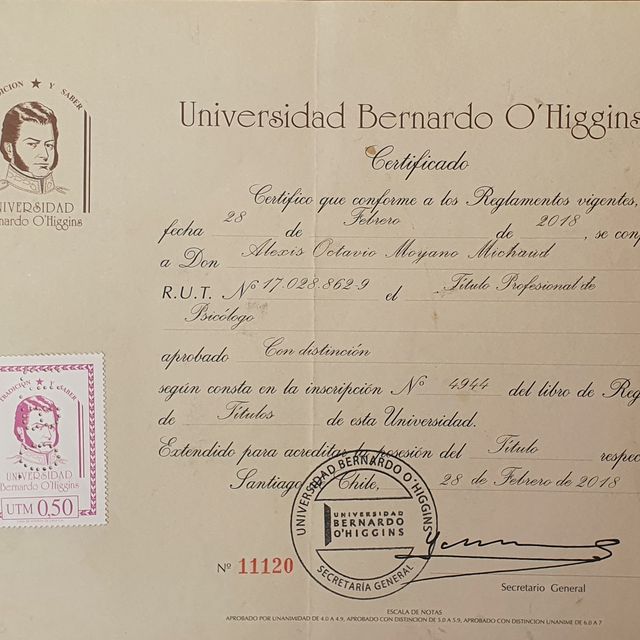 TRADICION ★ Y SABER
UNIVERSIDAD
Bernardo O'Higgins
Universidad Bernardo O'Higgins
Certificado
Certifico que conforme a los Reglamentos vigentes,
fecha 28 de Febrero de 2018, se conf
a Don Alexis Octavio Moyano Michaud
R.U.T. Nº 17.028.862-9 el Título Profesional de
Psicólogo
aprobado Con distinción
según consta en la inscripción Nº 4944 del libro de Reg
de Títulos de esta Universidad.
Extendido para acreditar la posesión del Título respec
Santiago Chile, 28 de Febrero de 2018
TRADICION ★ Y SABER
UNIVERSIDAD
Bernardo O'Higgins
UTM 0,50
UNIVERSIDAD BERNARDO O'HIGGINS
UNIVERSIDAD
BERNARDO
O'HIGGINS
SECRETARÍA GENERAL
Nº 11120
Secretario General
ESCALA DE NOTAS
APROBADO POR UNANIMIDAD DE 4.0 A 4.9, APROBADO CON DISTINCION DE 5.0 A 5.9, APROBADO CON DISTINCION UNANIME DE 6.0 A 7